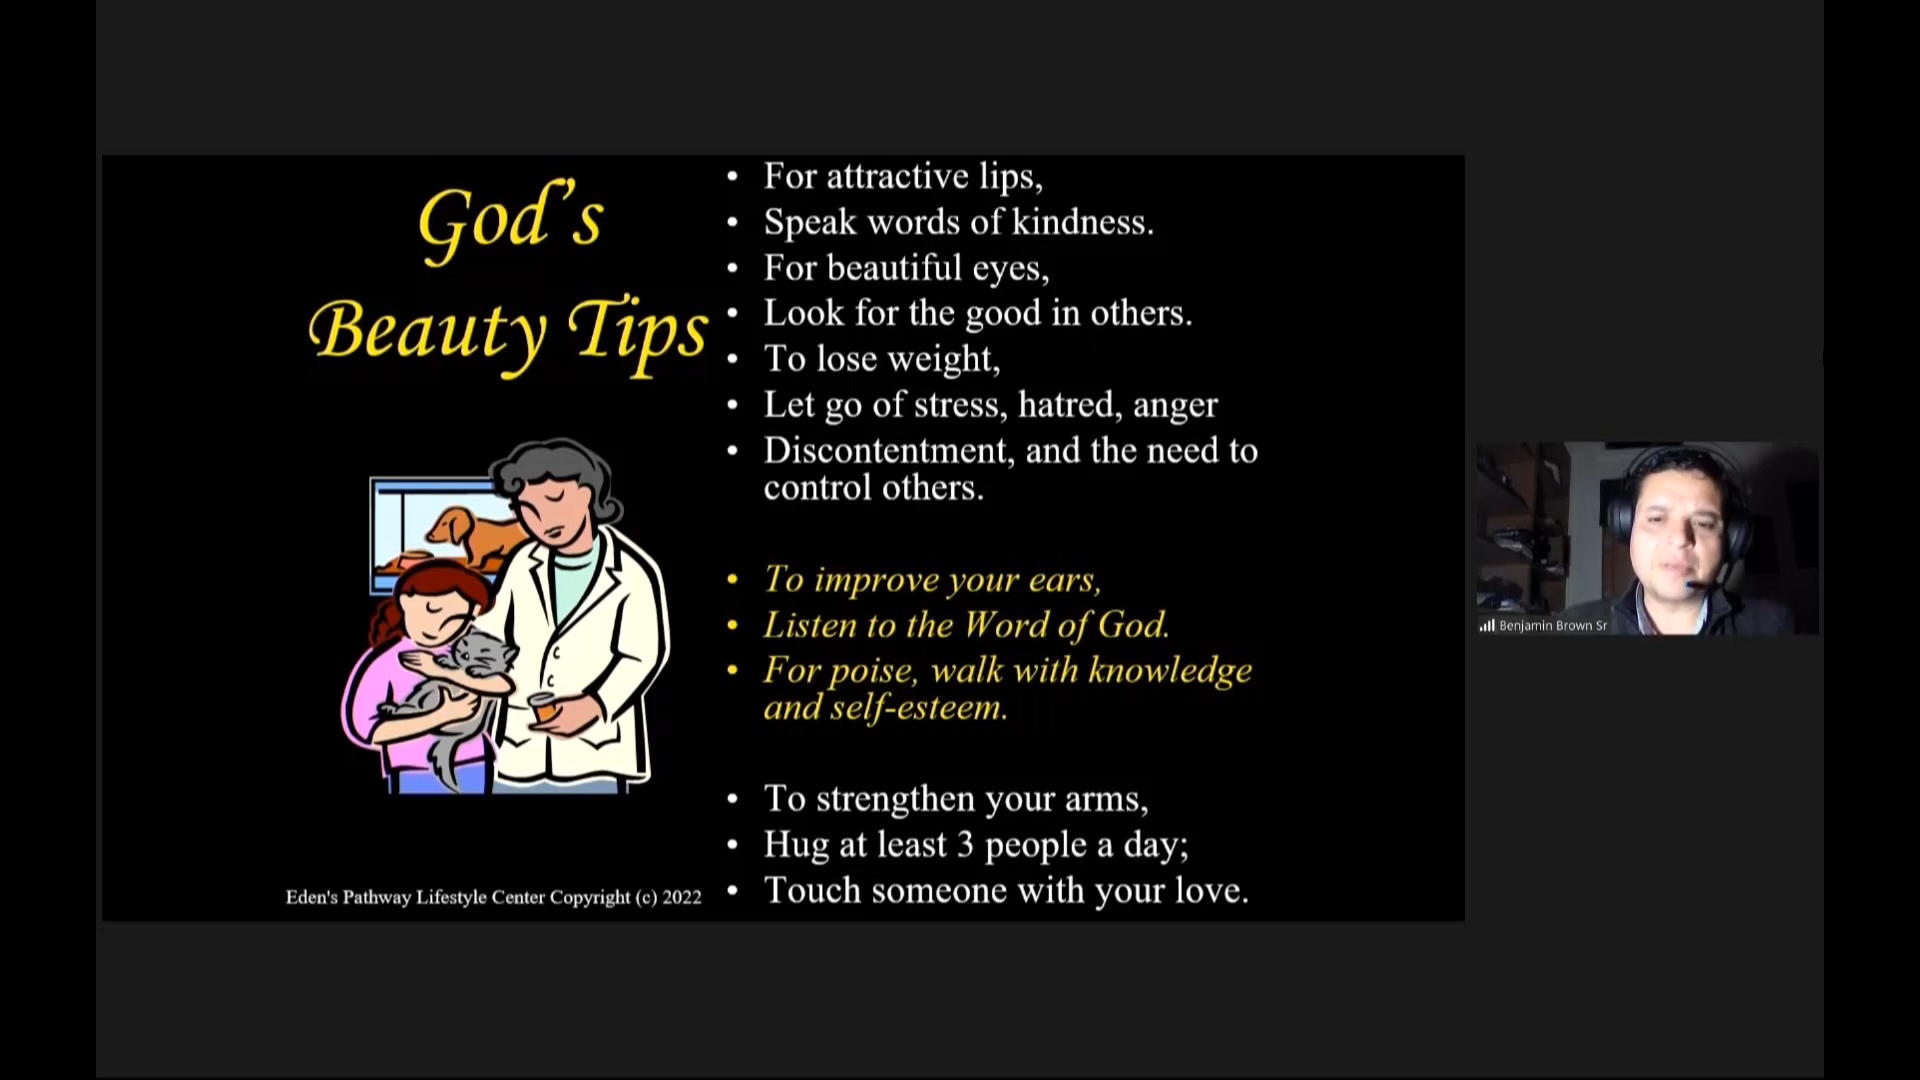 God's
Beauty Tips
• For attractive lips,
• Speak words of kindness.
• For beautiful eyes,
• Look for the good in others.
• To lose weight,
• Let go of stress, hatred, anger
• Discontentment, and the need to
control others.
• To improve your ears,
• Listen to the Word of God.
• For poise, walk with knowledge
and self-esteem.
• To strengthen your arms,
• Hug at least 3 people a day;
• Touch someone with your love.
Eden's Pathway Lifestyle Center Copyright (c) 2022
Benjamin Brown Sr